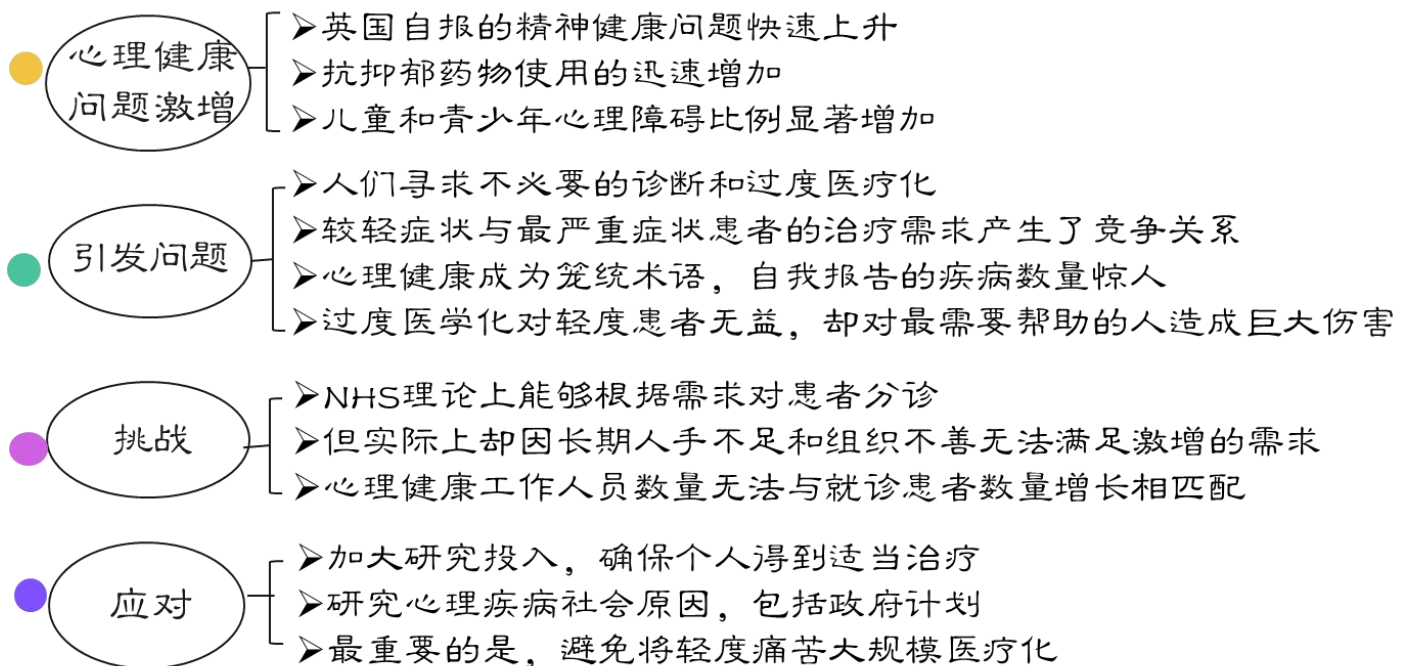 心理健康
问题激增
➢英国自报的精神健康问题快速上升
➢抗抑郁药物使用的迅速增加
➢儿童和青少年心理障碍比例显著增加
引发问题
➢人们寻求不必要的诊断和过度医疗化
➢较轻症状与最严重症状患者的治疗需求产生了竞争关系
➢心理健康成为笼统术语，自我报告的疾病数量惊人
➢过度医学化对轻度患者无益，却对最需要帮助的人造成巨大伤害
挑战
➢NHS理论上能够根据需求对患者分诊
➢但实际上却因长期人手不足和组织不善无法满足激增的需求
➢心理健康工作人员数量无法与就诊患者数量增长相匹配
应对
➢加大研究投入，确保个人得到适当治疗
➢研究心理疾病社会原因，包括政府计划
➢最重要的是，避免将轻度痛苦大规模医疗化